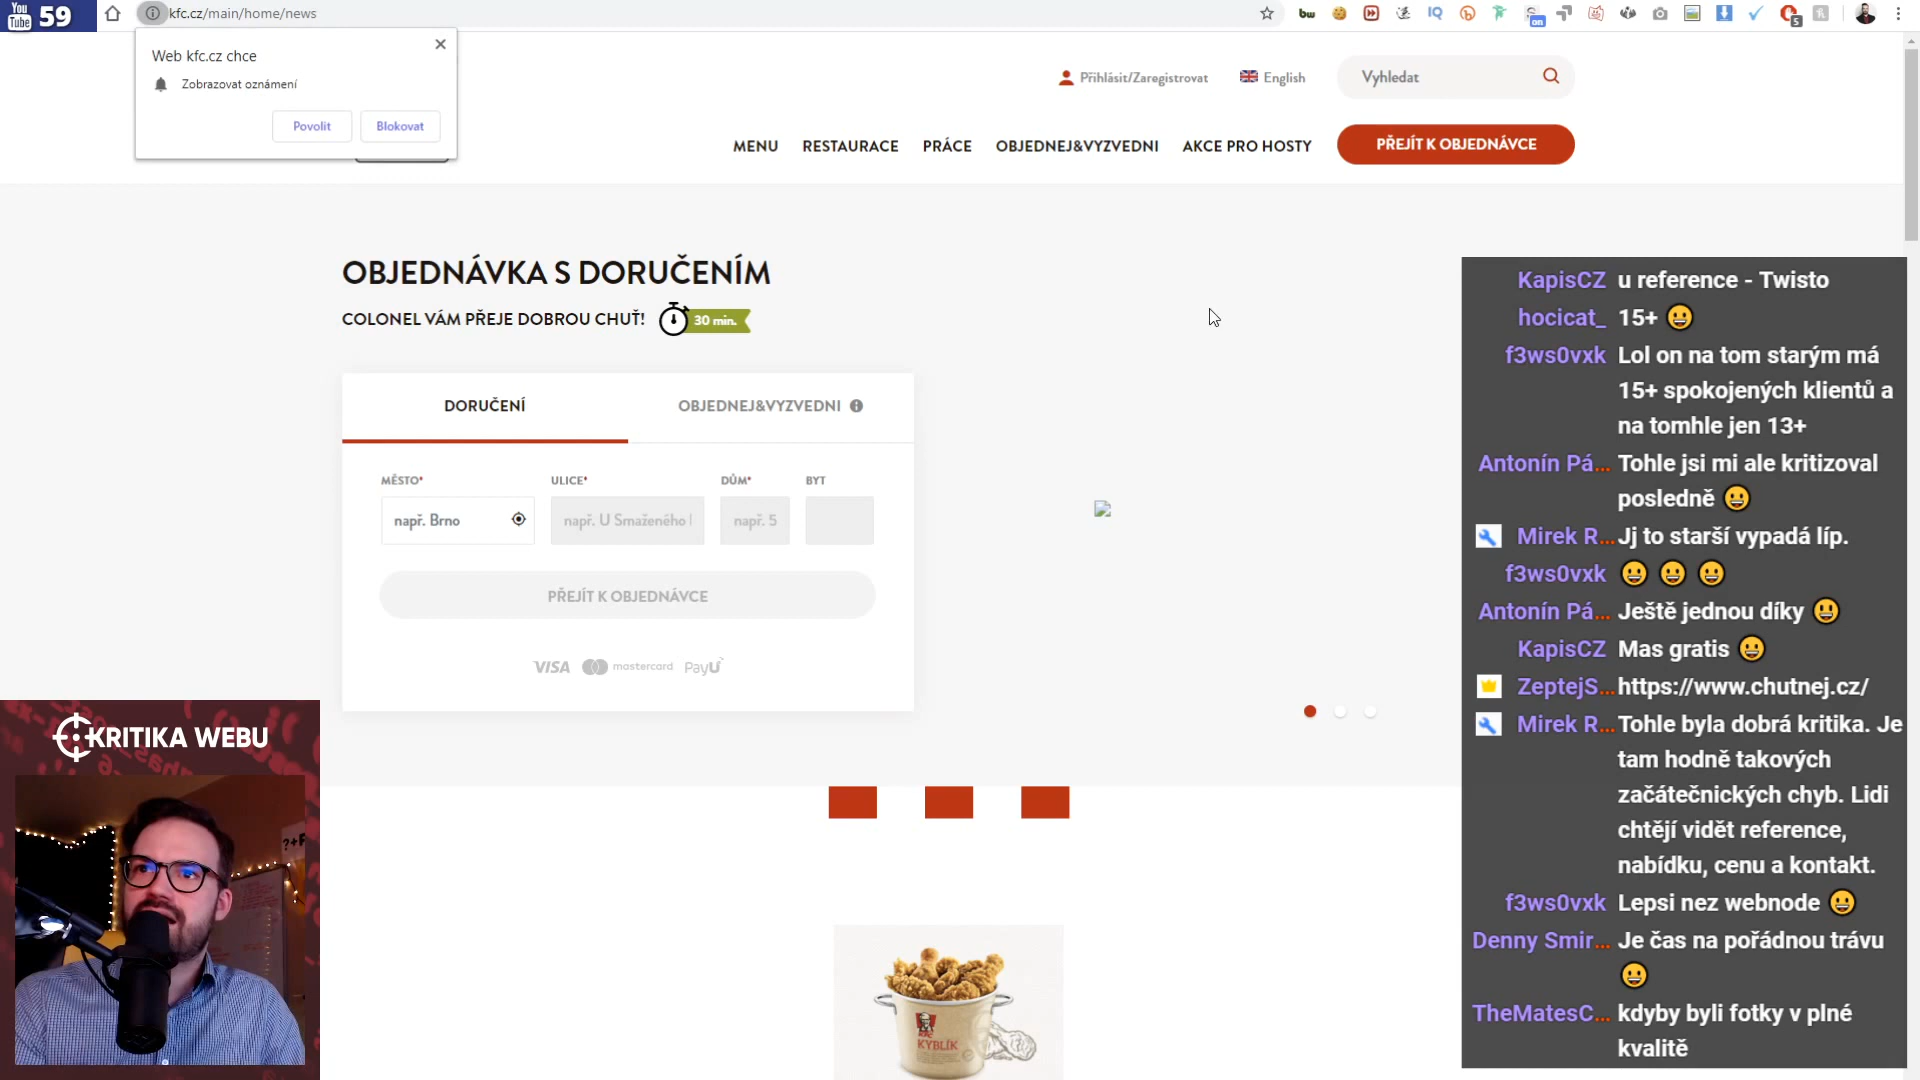 You Tube 59
kfc.cz/main/home/news
bw
IQ
on
5
Web kfc.cz chce
Zobrazovat oznámení
Povolit Blokovat
Přihlásit/Zaregistrovat English Vyhledat
MENU RESTAURACE PRÁCE OBJEDNEJ&VYZVEDNI AKCE PRO HOSTY PŘEJÍT K OBJEDNÁVCE
OBJEDNÁVKA S DORUČENÍM
COLONEL VÁM PŘEJE DOBROU CHUŤ! 30 min.
DORUČENÍ OBJEDNEJ&VYZVEDNI
MĚSTO* ULICE* DŮM* BYT
např. Brno např. U Smaženého např. 5
PŘEJÍT K OBJEDNÁVCE
VISA mastercard PayU
KFC
KYBLÍK
KRITIKA WEBU
?+F
KapisCZ u reference - Twisto
hocicat_ 15+ 😀
f3ws0vxk Lol on na tom starým má
15+ spokojených klientů a
na tomhle jen 13+
Antonín Pá... Tohle jsi mi ale kritizoval
posledně 😀
Mirek R... Jj to starší vypadá líp.
f3ws0vxk 😀 😀 😀
Antonín Pá... Ještě jednou díky 😀
KapisCZ Mas gratis 😀
ZeptejS... https://www.chutnej.cz/
Mirek R... Tohle byla dobrá kritika. Je
tam hodně takových
začátečnických chyb. Lidi
chtějí vidět reference,
nabídku, cenu a kontakt.
f3ws0vxk Lepsi nez webnode 😀
Denny Smir... Je čas na pořádnou trávu
😀
TheMatesC... kdyby byli fotky v plné
kvalitě